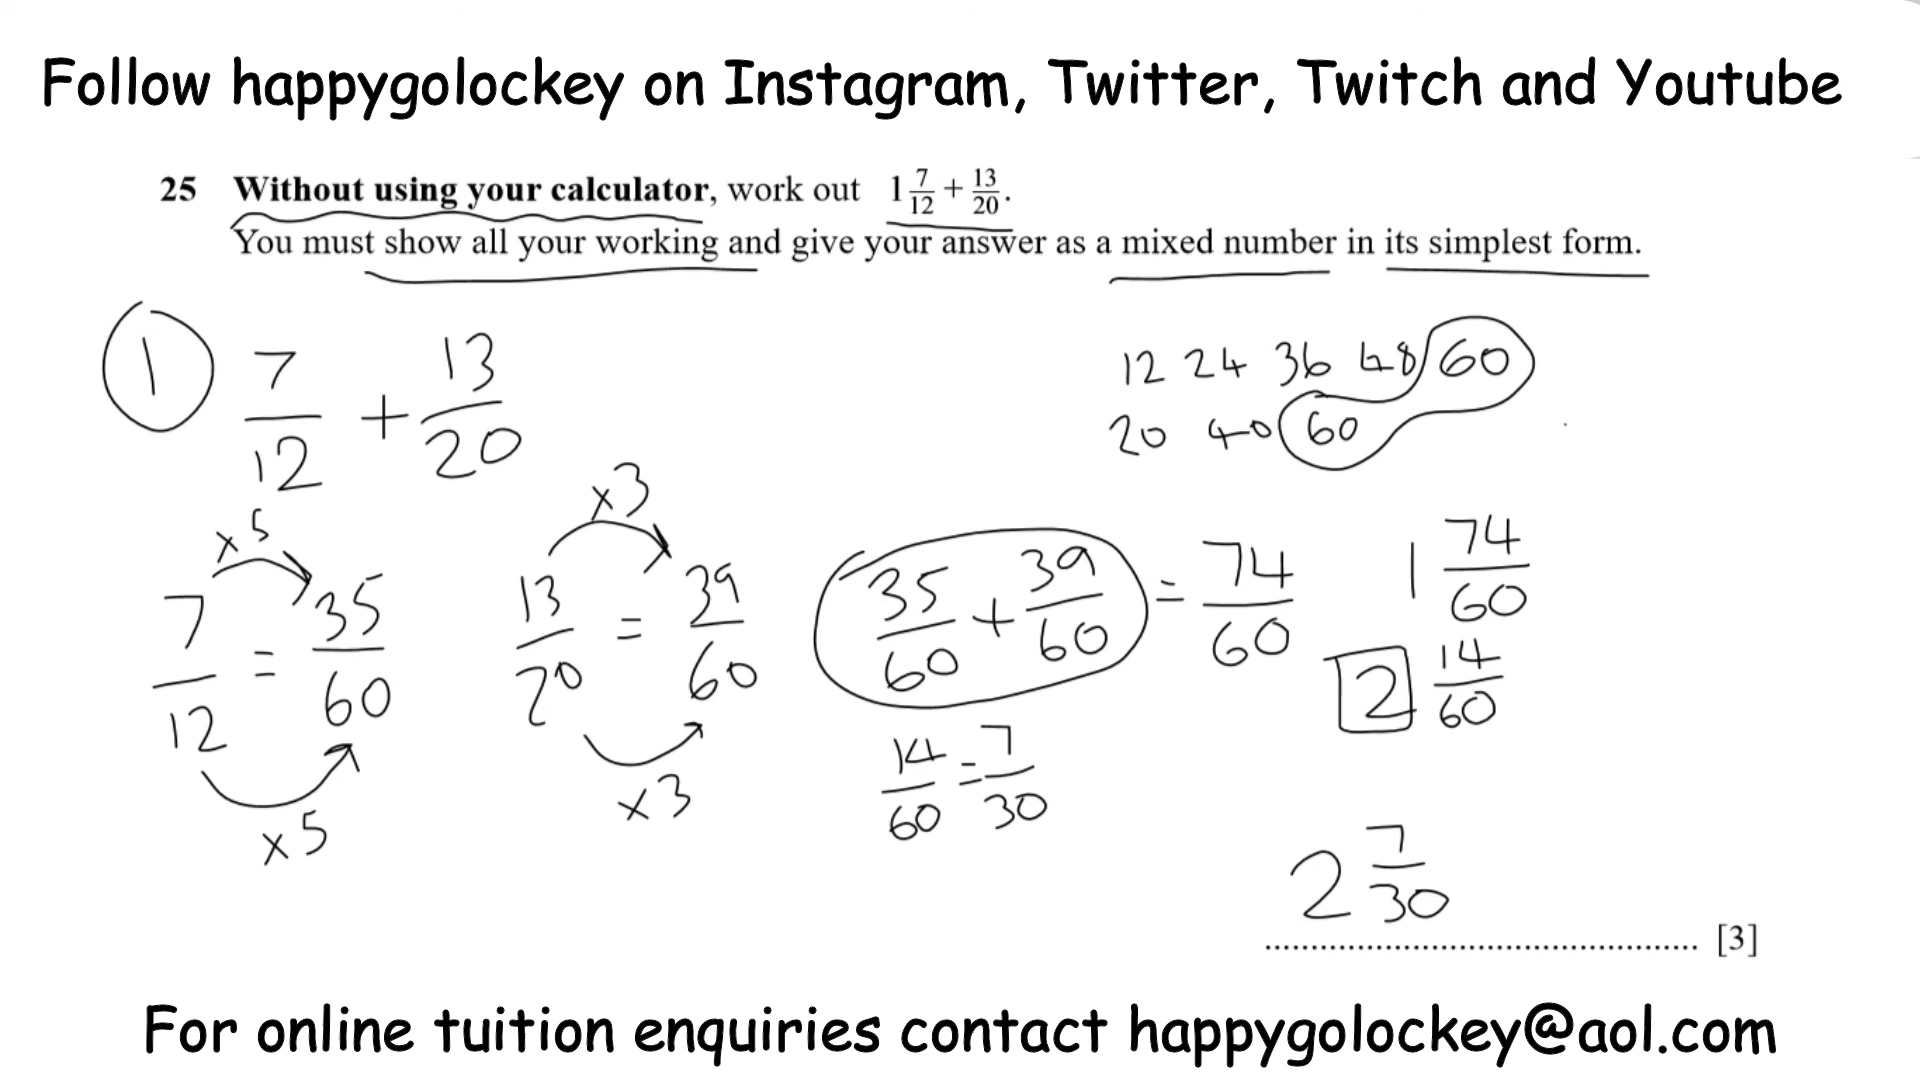 Follow happygolockey on Instagram, Twitter, Twitch and Youtube
25 Without using your calculator, work out 1 7/12 + 13/20.
You must show all your working and give your answer as a mixed number in its simplest form.
1 7/12 + 13/20
12 24 36 48 60
20 40 60
×5
7/12 = 35/60
×5
×3
13/20 = 39/60
×3
35/60 + 39/60 = 74/60
1 74/60
2 14/60
14/60 = 7/30
2 7/30
[3]
For online tuition enquiries contact happygolockey@aol.com